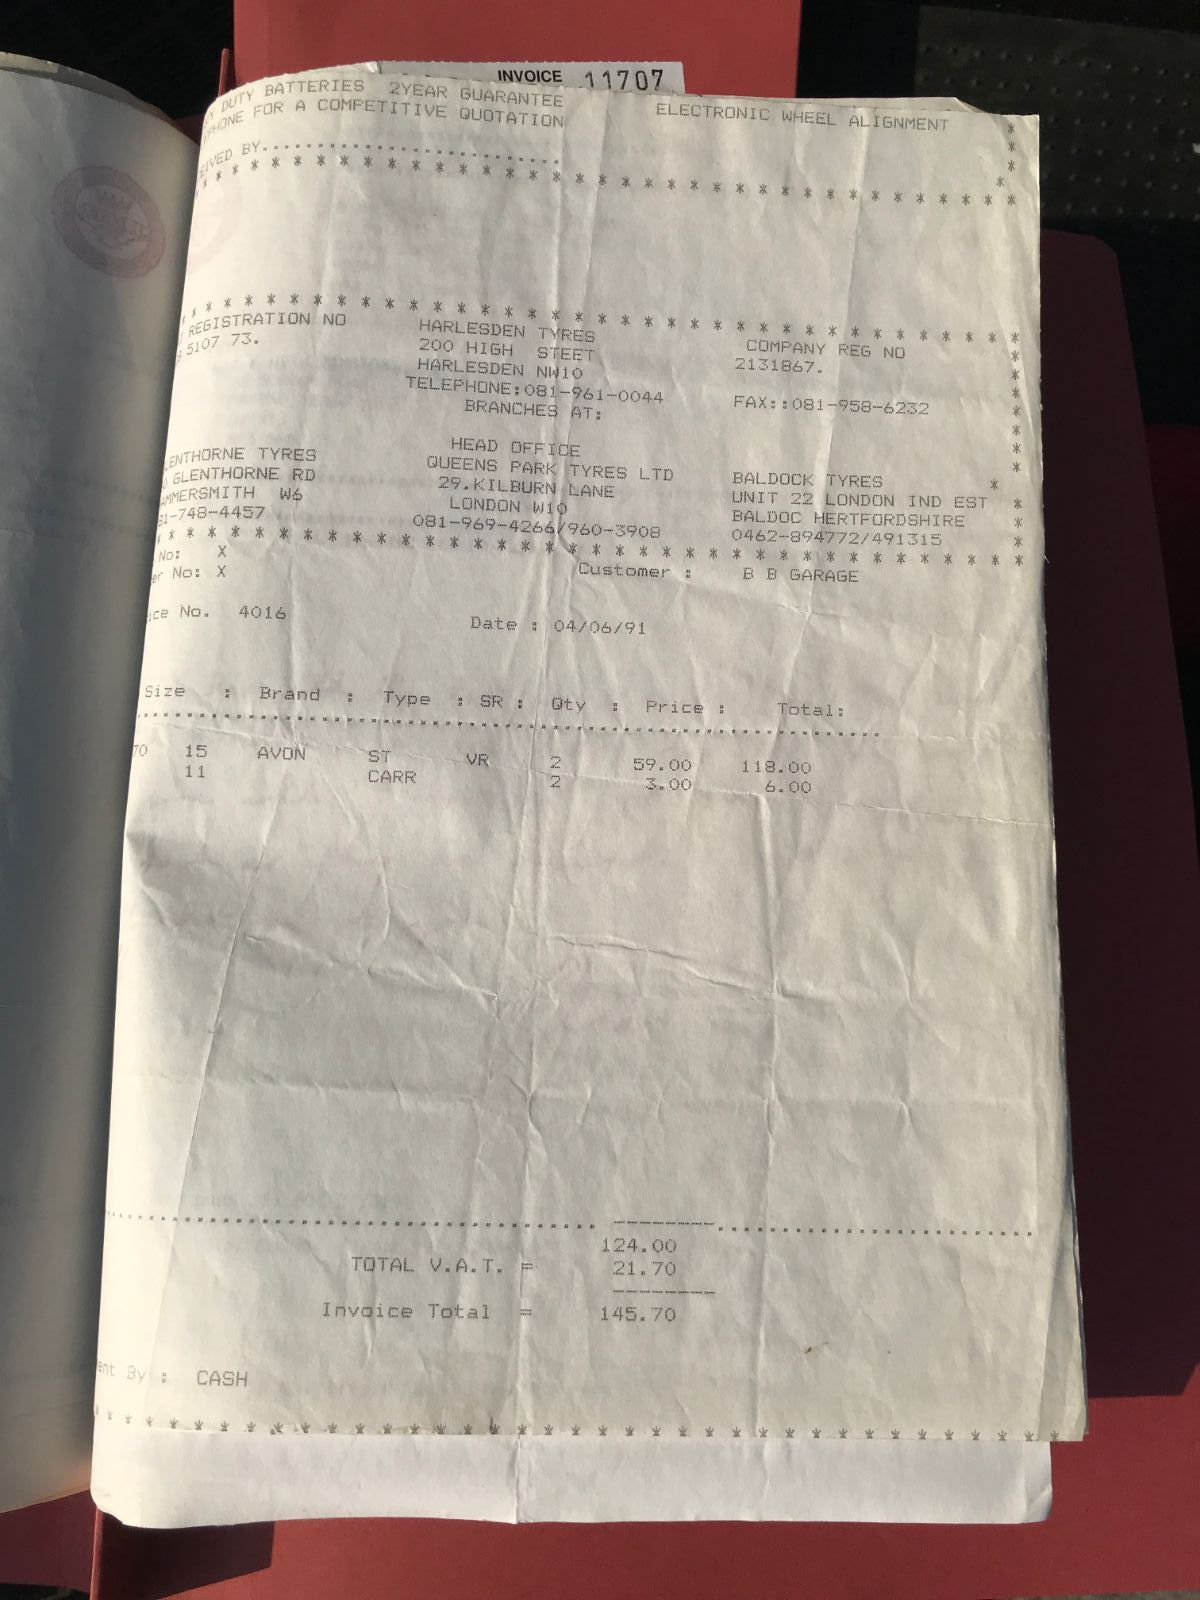 INVOICE 11707
DUTY BATTERIES 2YEAR GUARANTEE
FOR A COMPETITIVE QUOTATION
ELECTRONIC WHEEL ALIGNMENT
BY..............................
* * * * * * * * * * * * * * * * * * * * * * * * * * * * * * * * * * *
* * * * * * * * * * * * * * * * * * * * * * * * * * * * * * * * * * *
REGISTRATION NO HARLESDEN TYRES COMPANY REG NO
5107 73. 200 HIGH STEET 2131867.
HARLESDEN NW10
TELEPHONE:081-961-0044 FAX::081-958-6232
BRANCHES AT:
HEAD OFFICE
LENTHORNE TYRES QUEENS PARK TYRES LTD BALDOCK TYRES
GLENTHORNE RD 29.KILBURN LANE UNIT 22 LONDON IND EST
AMMERSMITH W6 LONDON W10 BALDOC HERTFORDSHIRE
81-748-4457 081-969-4266/960-3908 0462-894772/491315
* * * * * * * * * * * * * * * * * * * * * * * * * * * * * * * * * * *
No: X Customer : B B GARAGE
er No: X
ice No. 4016 Date : 04/06/91
Size : Brand : Type : SR : Qty : Price : Total:
70 15 AVON ST VR 2 59.00 118.00
11 CARR 2 3.00 6.00
124.00
TOTAL V.A.T. = 21.70
Invoice Total = 145.70
ent By : CASH
* * * * * * * * * * * * * * * * * * * * * * * * * * * * * * * * * * *